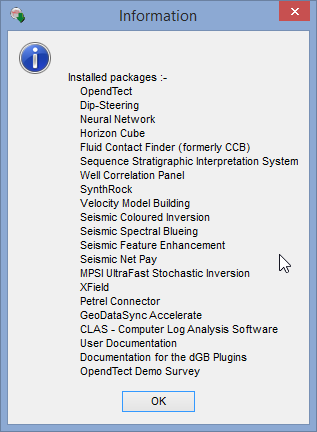 Information
Installed packages :-
OpendTect
Dip-Steering
Neural Network
Horizon Cube
Fluid Contact Finder (formerly CCB)
Sequence Stratigraphic Interpretation System
Well Correlation Panel
SynthRock
Velocity Model Building
Seismic Coloured Inversion
Seismic Spectral Blueing
Seismic Feature Enhancement
Seismic Net Pay
MPSI UltraFast Stochastic Inversion
XField
Petrel Connector
GeoDataSync Accelerate
CLAS - Computer Log Analysis Software
User Documentation
Documentation for the dGB Plugins
OpendTect Demo Survey
OK